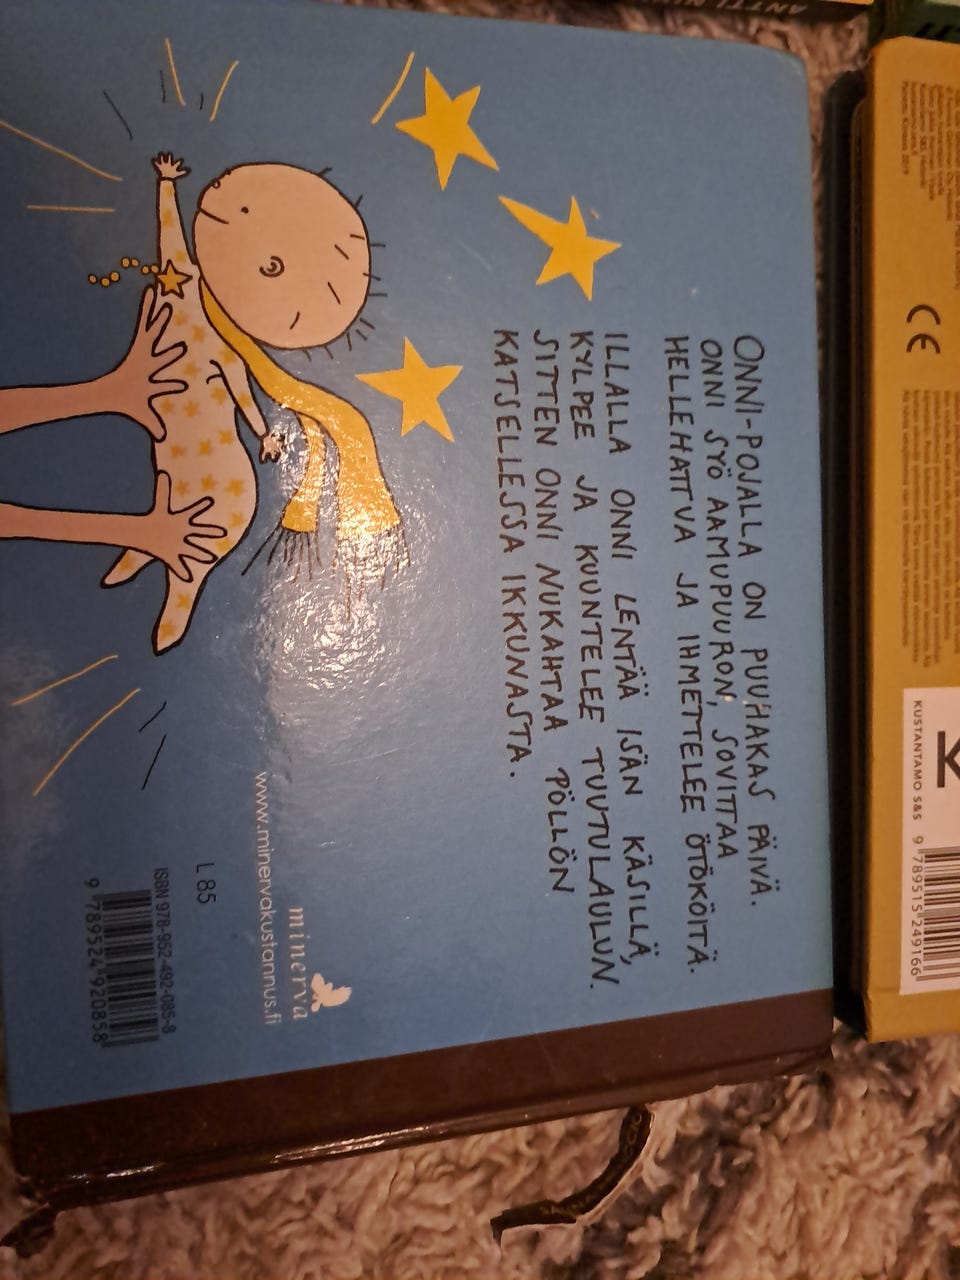 ONNI-POJALLA ON PUUHAKAS PÄIVÄ.
ONNI SYÖ AAMUPUURON, SOVITTAA
HELLEHATTUA JA IHMETTELEE ÖTÖKÖITÄ.
ILLALLA ONNI LENTÄÄ ISÄN KÄSILLÄ,
KYLPEE JA KUUNTELEE TUUTULAULUN.
SITTEN ONNI NUKAHTAA PÖLLÖN
KATSELLESSA IKKUNASTA.
minerva
www.minervakustannus.fi
L 85
ISBN 978-952-492-085-8
9 789524 920858
ANTTI
CE
K
KUSTANTAMO S&S
9 789515 249166